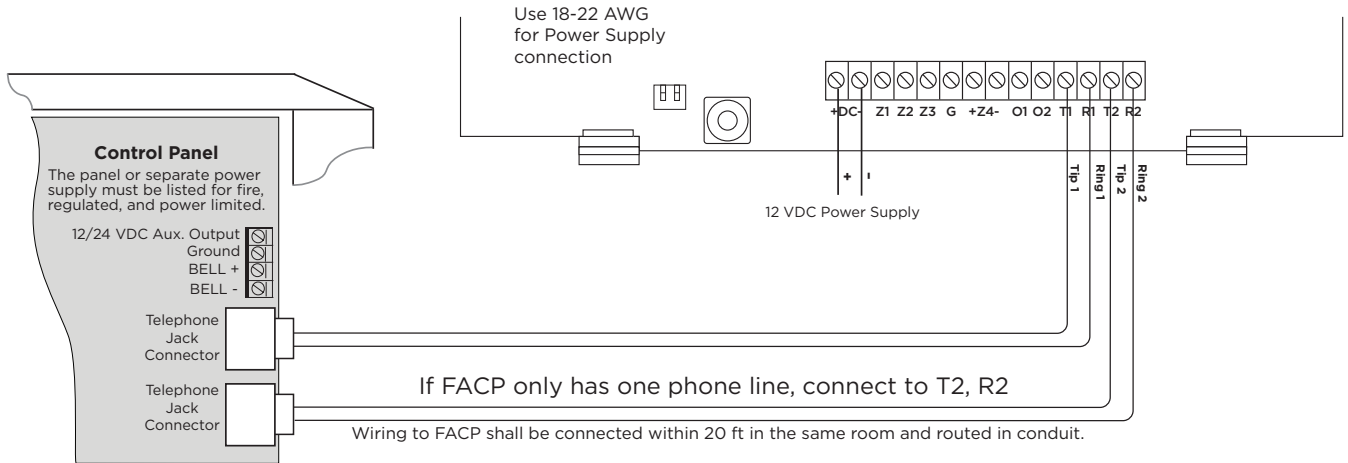 Use 18-22 AWG
for Power Supply
connection
+DC- Z1 Z2 Z3 G +Z4- O1 O2 T1 R1 T2 R2
Control Panel
The panel or separate power
supply must be listed for fire,
regulated, and power limited.
+ -
Tip 1
Ring 1
Tip 2
Ring 2
12 VDC Power Supply
12/24 VDC Aux. Output
Ground
BELL +
BELL -
Telephone
Jack
Connector
Telephone
Jack
Connector
If FACP only has one phone line, connect to T2, R2
Wiring to FACP shall be connected within 20 ft in the same room and routed in conduit.